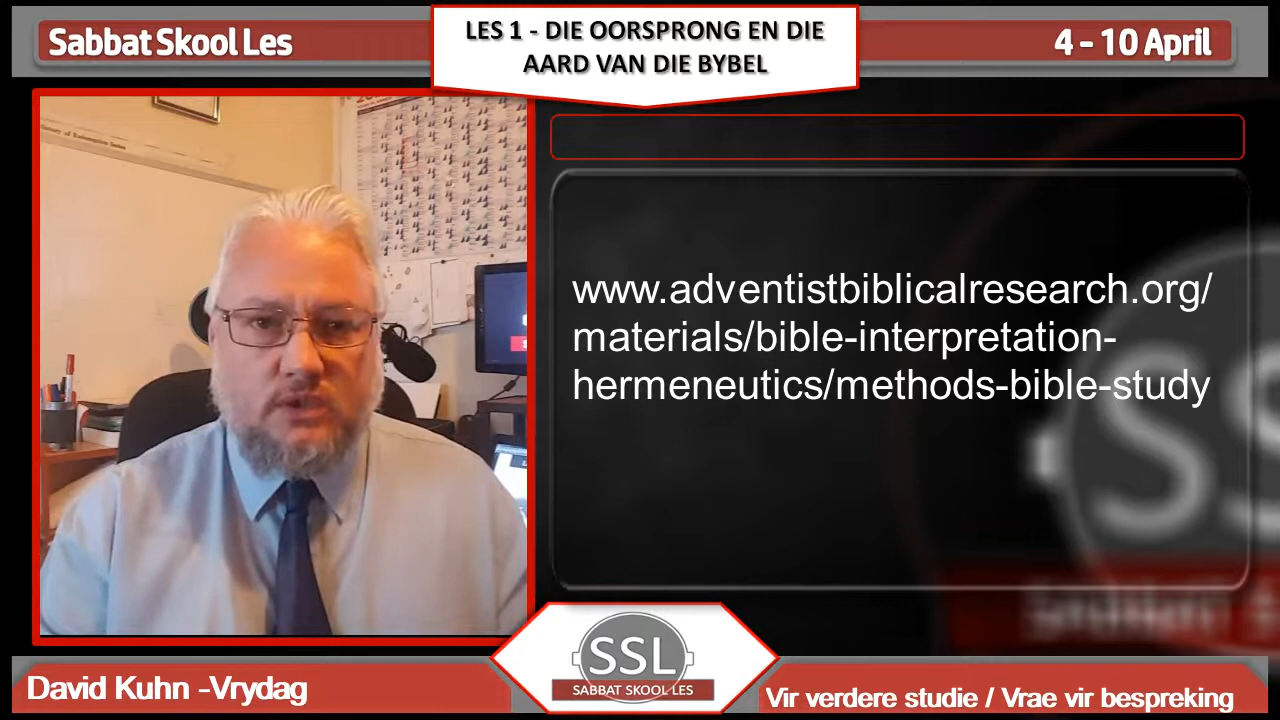 Sabbat Skool Les
LES 1 - DIE OORSPRONG EN DIE
AARD VAN DIE BYBEL
4 - 10 April
www.adventistbiblicalresearch.org/
materials/bible-interpretation-
hermeneutics/methods-bible-study
SSL
SABBAT SKOOL LES
David Kuhn -Vrydag
Vir verdere studie / Vrae vir bespreking